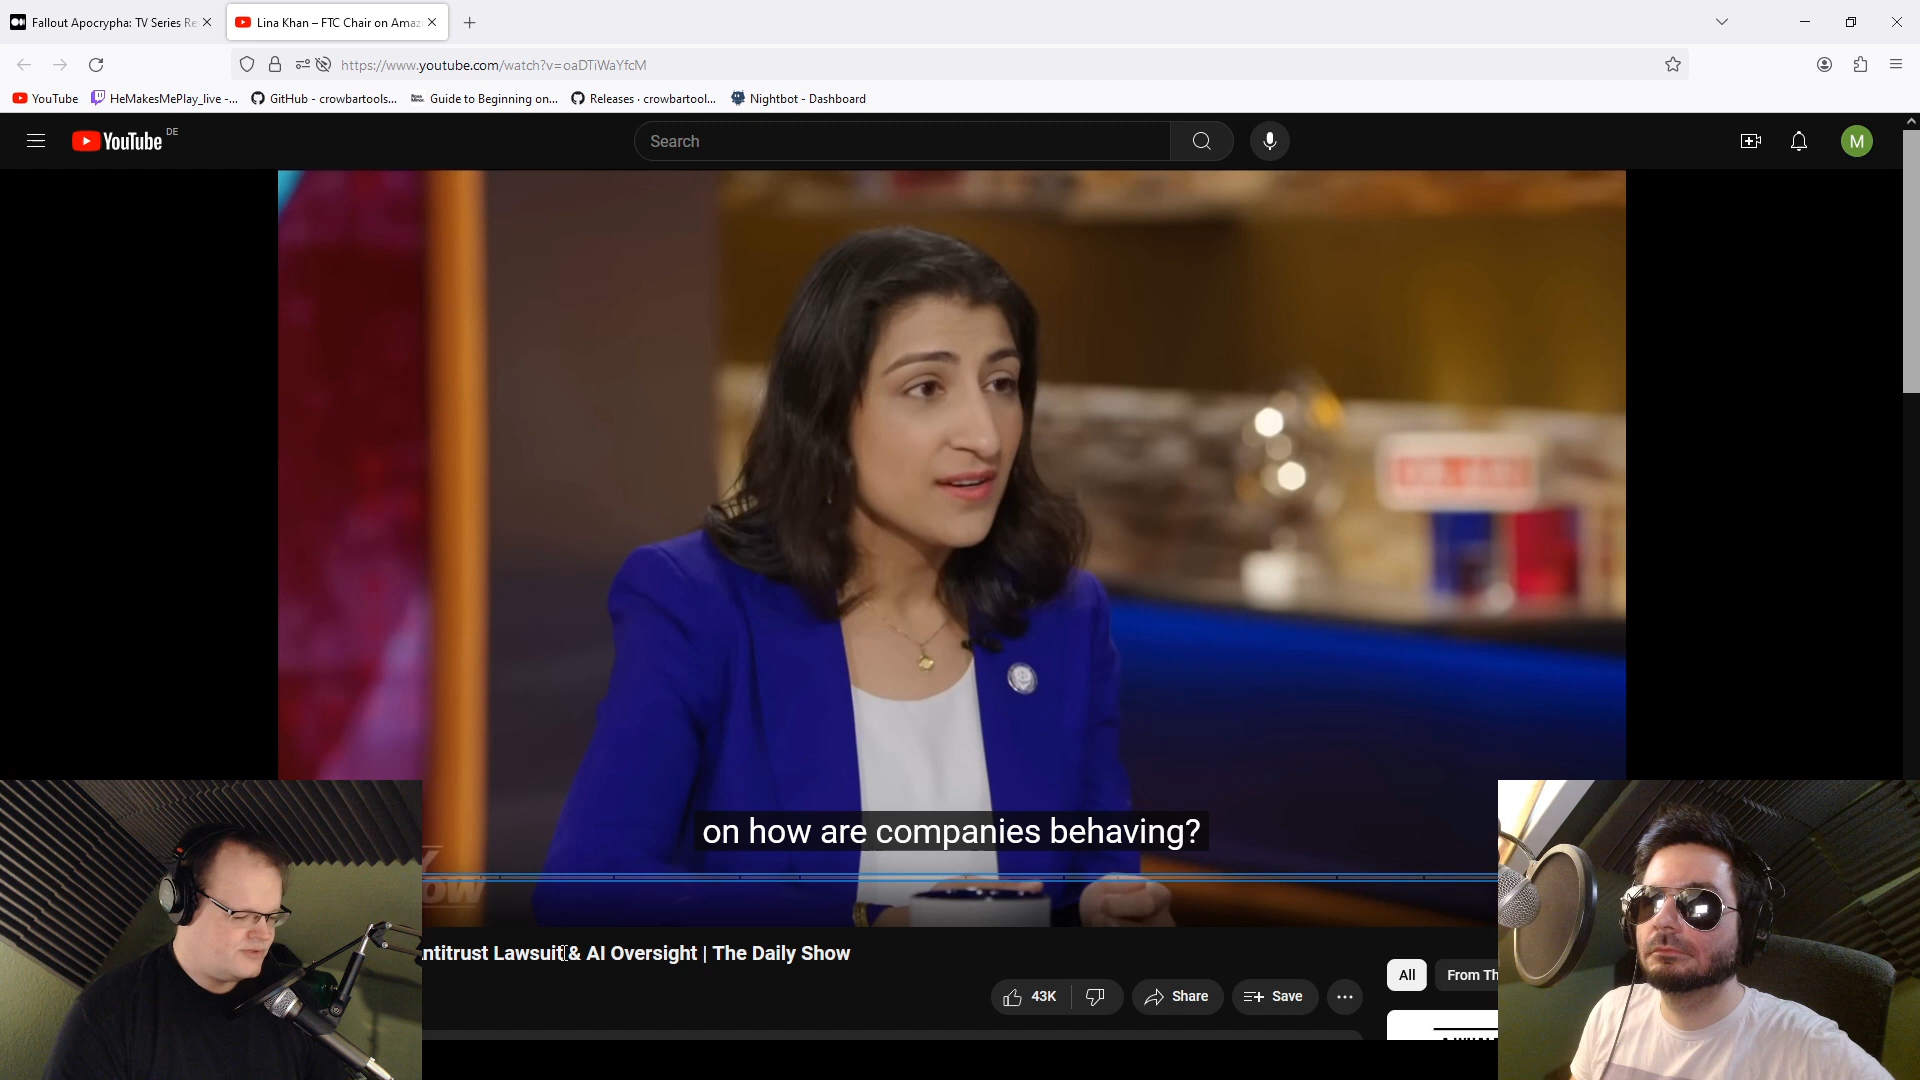 Fallout Apocrypha: TV Series Re
Lina Khan – FTC Chair on Amaz
https://www.youtube.com/watch?v=oaDTiWaYfcM
YouTube
HeMakesMePlay_live -...
GitHub - crowbartools...
Guide to Beginning on...
Releases · crowbartool...
Nightbot - Dashboard
YouTube DE
Search
M
on how are companies behaving?
ntitrust Lawsuit & AI Oversight | The Daily Show
43K
Share
Save
All
From Th